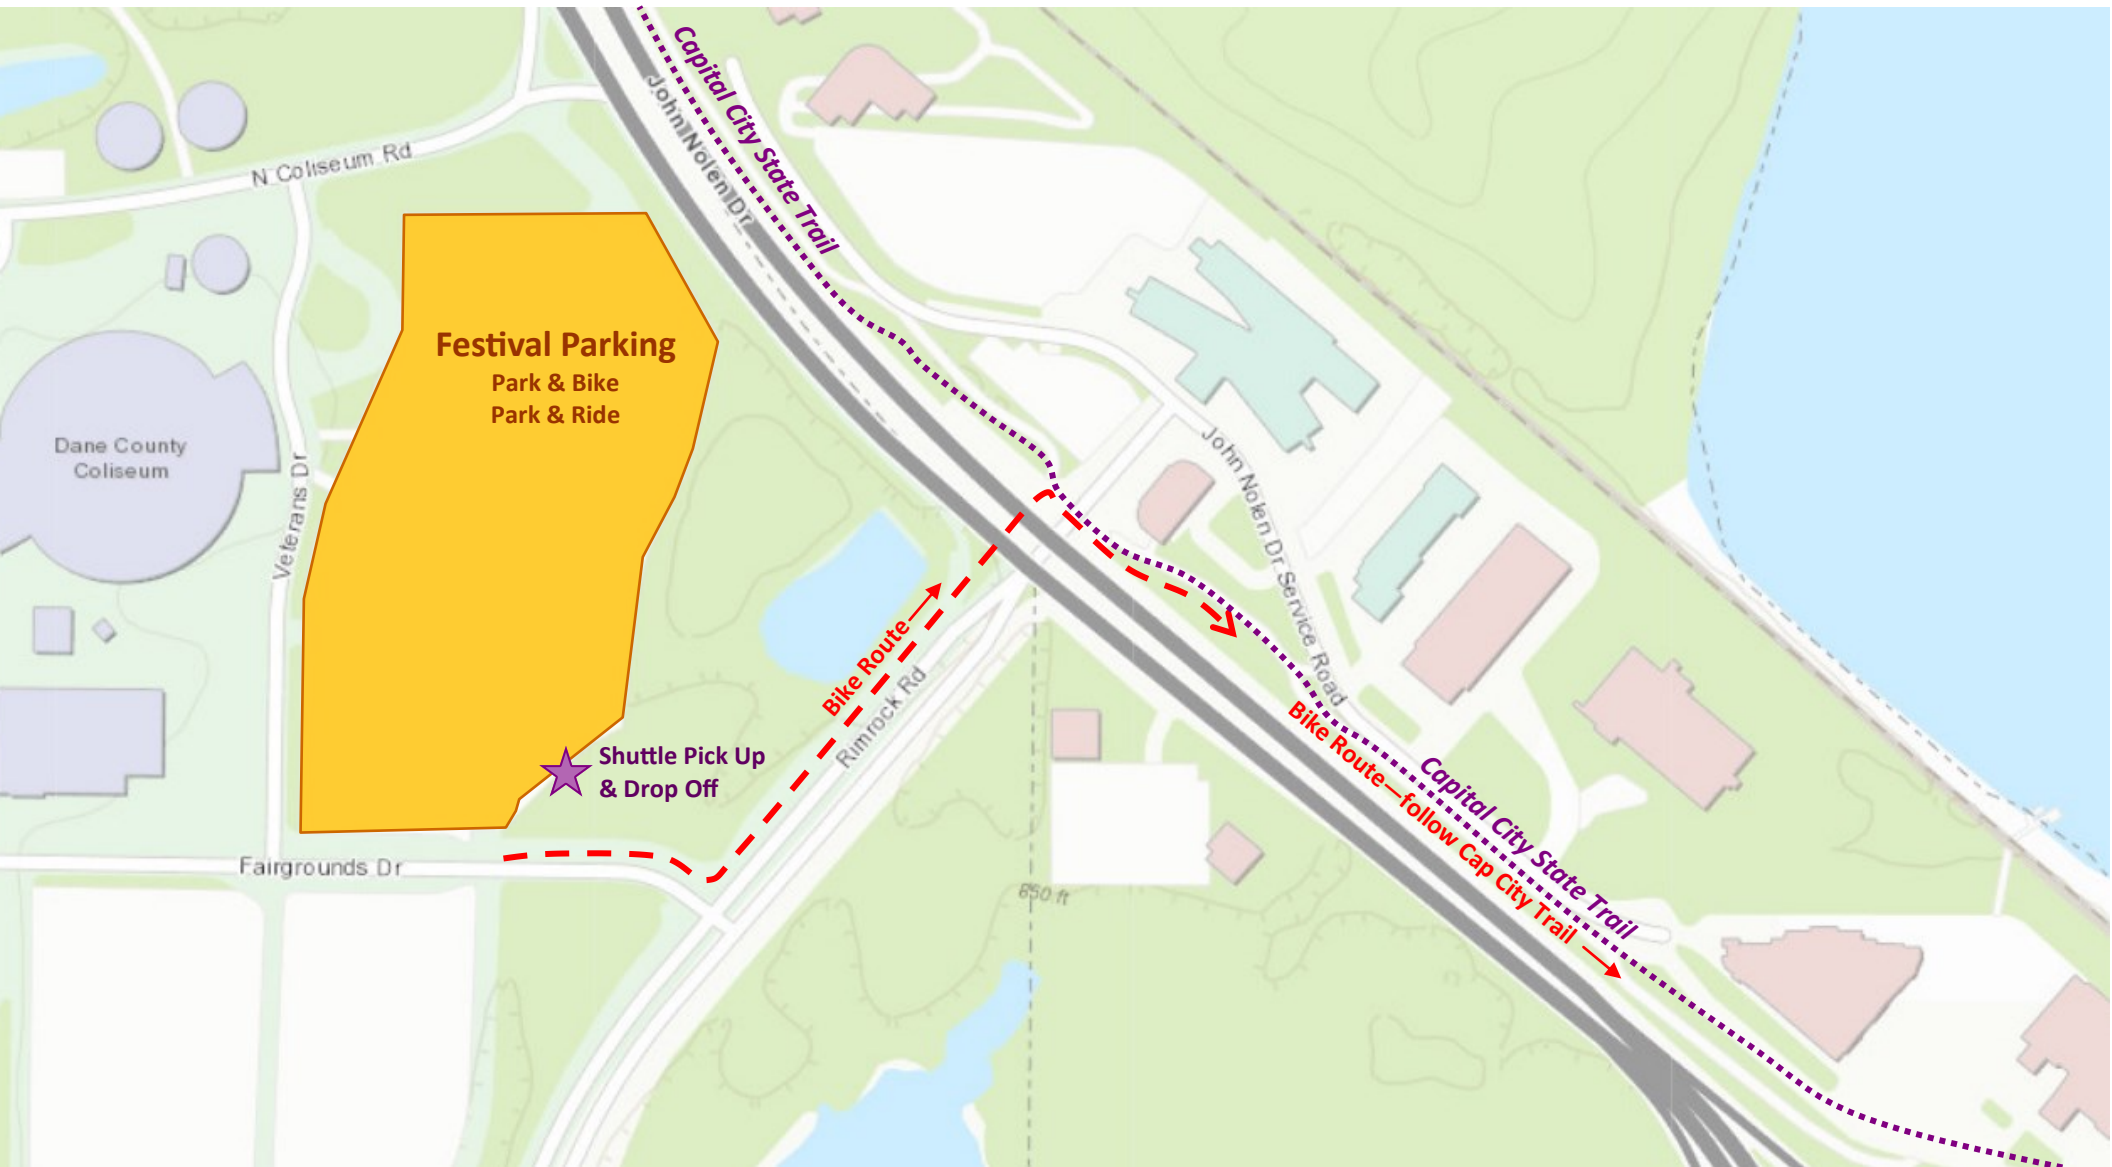 Capital City State Trail
John Nolen Dr
N Coliseum Rd
Festival Parking
Park & Bike
Park & Ride
Dane County
Coliseum
Veterans Dr
John Nolen Dr Service Road
Bike Route
Rimrock Rd
Shuttle Pick Up
& Drop Off
Bike Route—follow Cap City Trail
Capital City State Trail
Fairgrounds Dr
850 ft